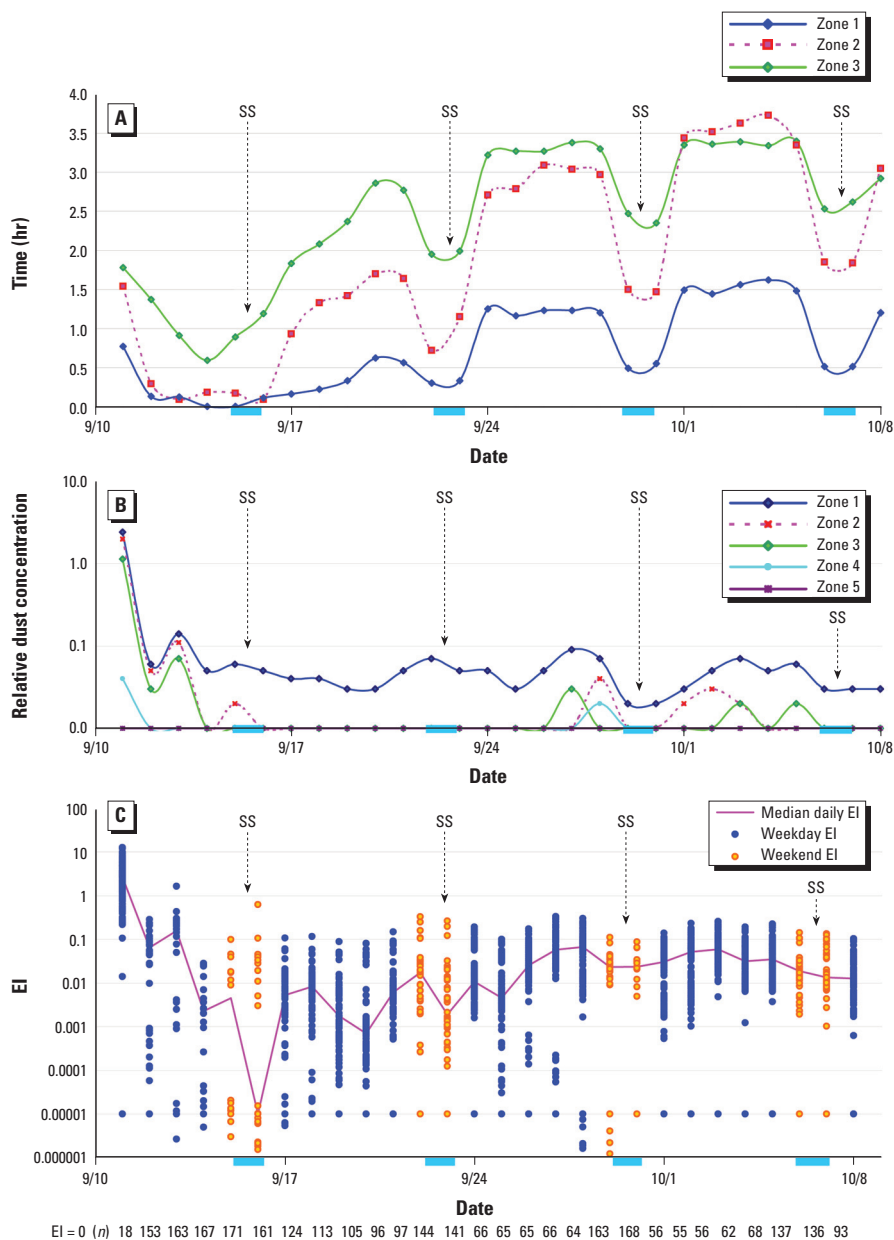 Zone 1
Zone 2
Zone 3
A
SS SS SS SS
4.0
3.5
3.0
2.5
2.0
1.5
1.0
0.5
0.0
Time (hr)
9/10 9/17 9/24 10/1 10/8
Date
B
SS SS SS SS
Zone 1
Zone 2
Zone 3
Zone 4
Zone 5
10.0
1.0
0.1
0.0
Relative dust concentration
9/10 9/17 9/24 10/1 10/8
Date
C
SS SS SS SS
Median daily EI
Weekday EI
Weekend EI
100
10
1
0.1
0.01
0.001
0.0001
0.00001
0.000001
EI
9/10 9/17 9/24 10/1 10/8
Date
EI = 0 (n) 18 153 163 167 171 161 124 113 105 96 97 144 141 66 65 65 66 64 163 168 56 55 56 62 68 137 136 93